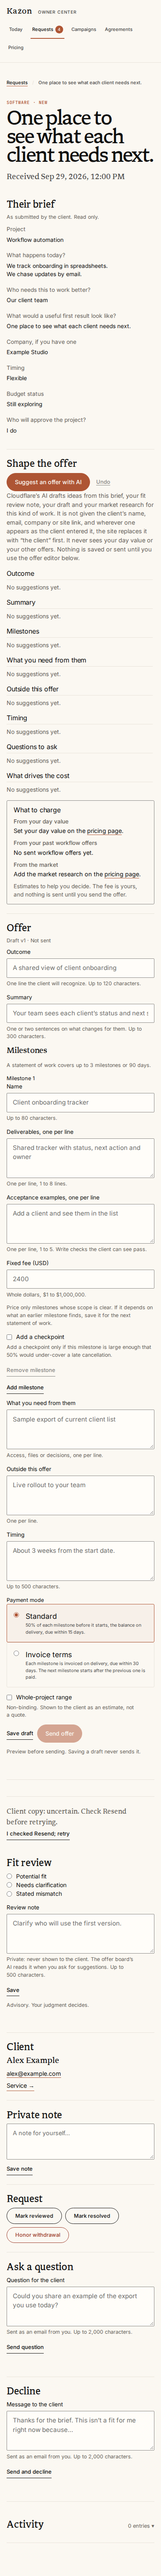 Kazon OWNER CENTER
Today Requests 4 Campaigns Agreements
Pricing
Requests One place to see what each client needs next.
SOFTWARE · NEW
One place to
see what each
client needs next.
Received Sep 29, 2026, 12:00 PM
Their brief
As submitted by the client. Read only.
Project
Workflow automation
What happens today?
We track onboarding in spreadsheets.
We chase updates by email.
Who needs this to work better?
Our client team
What would a useful first result look like?
One place to see what each client needs next.
Company, if you have one
Example Studio
Timing
Flexible
Budget status
Still exploring
Who will approve the project?
I do
Shape the offer
Suggest an offer with AI Undo
Cloudflare's AI drafts ideas from this brief, your fit
review note, your draft and your market research for
this kind of work. It is not given the client's name,
email, company or site link, and wherever one
appears as the client entered it, the site replaces it
with "the client" first. It never sees your day value or
your other offers. Nothing is saved or sent until you
use the offer editor below.
Outcome
No suggestions yet.
Summary
No suggestions yet.
Milestones
No suggestions yet.
What you need from them
No suggestions yet.
Outside this offer
No suggestions yet.
Timing
No suggestions yet.
Questions to ask
No suggestions yet.
What drives the cost
No suggestions yet.
What to charge
From your day value
Set your day value on the pricing page.
From your past workflow offers
No sent workflow offers yet.
From the market
Add the market research on the pricing page.
Estimates to help you decide. The fee is yours,
and nothing is sent until you send the offer.
Offer
Draft v1 · Not sent
Outcome
A shared view of client onboarding
One line the client will recognize. Up to 120 characters.
Summary
Your team sees each client's status and next s
One or two sentences on what changes for them. Up to
300 characters.
Milestones
A statement of work covers up to 3 milestones or 90 days.
Milestone 1
Name
Client onboarding tracker
Up to 80 characters.
Deliverables, one per line
Shared tracker with status, next action and
owner
One per line, 1 to 8 lines.
Acceptance examples, one per line
Add a client and see them in the list
One per line, 1 to 5. Write checks the client can see pass.
Fixed fee (USD)
2400
Whole dollars, $1 to $1,000,000.
Price only milestones whose scope is clear. If it depends on
what an earlier milestone finds, save it for the next
statement of work.
Add a checkpoint
Add a checkpoint only if this milestone is large enough that
50% would under-cover a late cancellation.
Remove milestone
Add milestone
What you need from them
Sample export of current client list
Access, files or decisions, one per line.
Outside this offer
Live rollout to your team
One per line.
Timing
About 3 weeks from the start date.
Up to 500 characters.
Payment mode
Standard
50% of each milestone before it starts, the balance on
delivery, due within 15 days.
Invoice terms
Each milestone is invoiced on delivery, due within 30
days. The next milestone starts after the previous one is
paid.
Whole-project range
Non-binding. Shown to the client as an estimate, not
a quote.
Save draft Send offer
Preview before sending. Saving a draft never sends it.
Client copy: uncertain. Check Resend
before retrying.
I checked Resend; retry
Fit review
Potential fit
Needs clarification
Stated mismatch
Review note
Clarify who will use the first version.
Private: never shown to the client. The offer board's
AI reads it when you ask for suggestions. Up to
500 characters.
Save
Advisory. Your judgment decides.
Client
Alex Example
alex@example.com
Service →
Private note
A note for yourself...
Save note
Request
Mark reviewed Mark resolved
Honor withdrawal
Ask a question
Question for the client
Could you share an example of the export
you use today?
Sent as an email from you. Up to 2,000 characters.
Send question
Decline
Message to the client
Thanks for the brief. This isn't a fit for me
right now because...
Sent as an email from you. Up to 2,000 characters.
Send and decline
Activity 0 entries ▾